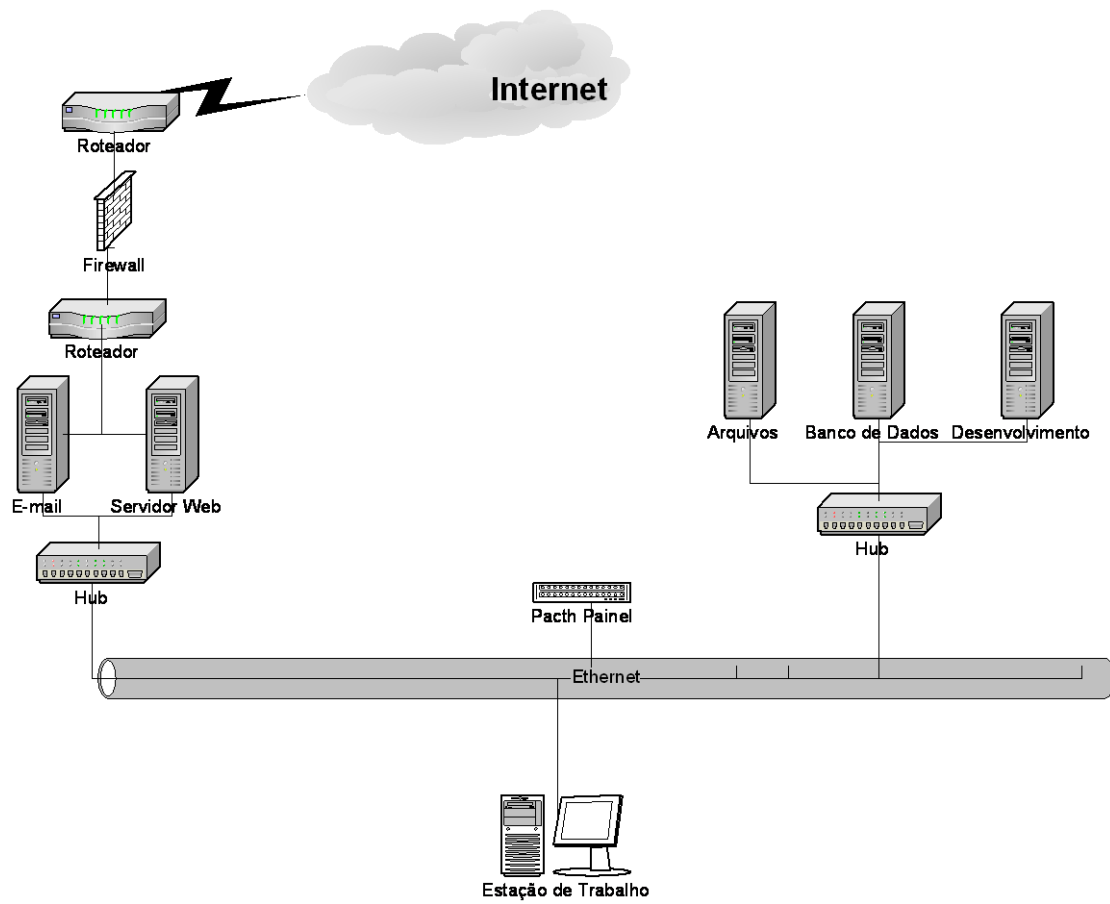 Internet
Roteador
Firewall
Roteador
E-mail
Servidor Web
Hub
Arquivos
Banco de Dados
Desenvolvimento
Hub
Pacth Painel
Ethernet
Estação de Trabalho